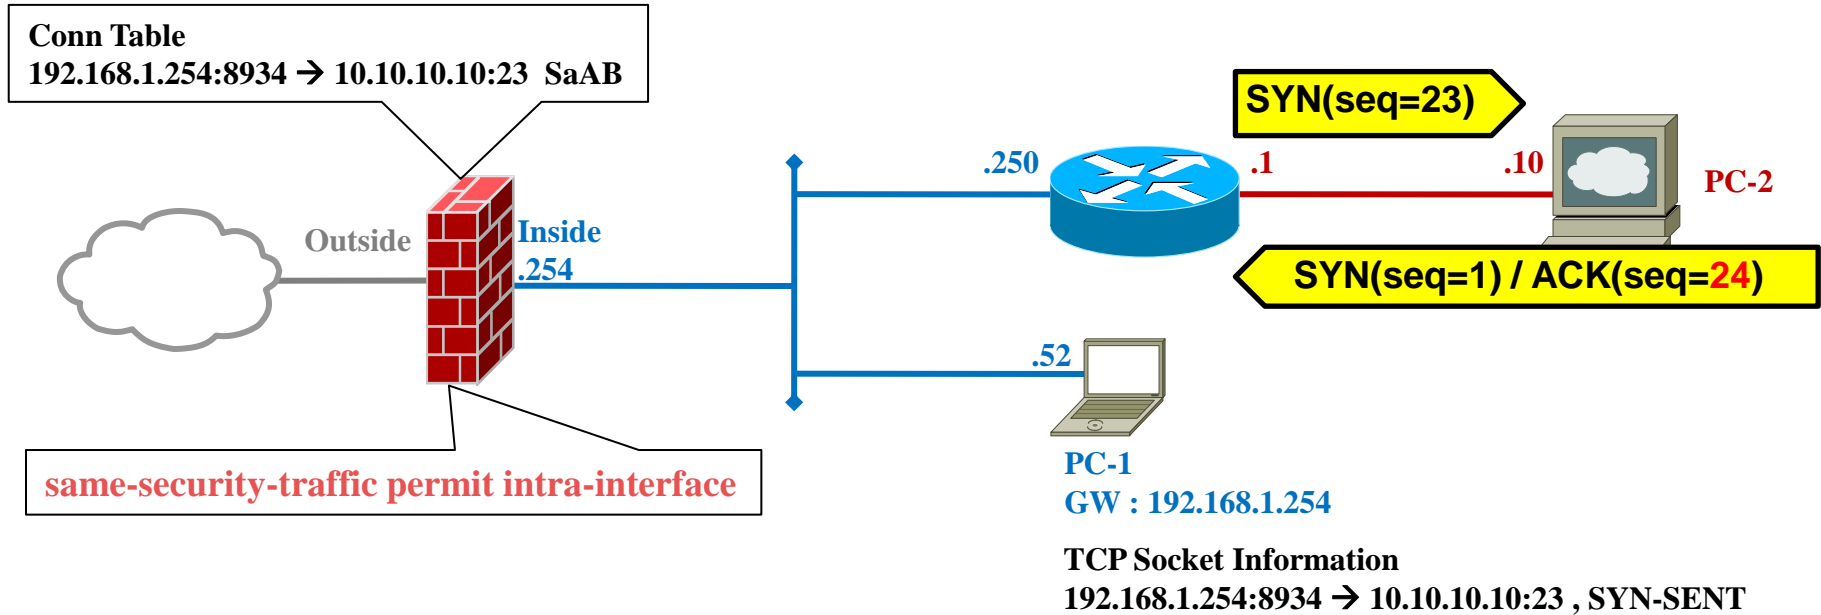 Conn Table
192.168.1.254:8934 → 10.10.10.10:23 SaAB
SYN(seq=23)
.250
.1
.10
PC-2
Outside
Inside
.254
SYN(seq=1) / ACK(seq=24)
.52
same-security-traffic permit intra-interface
PC-1
GW : 192.168.1.254
TCP Socket Information
192.168.1.254:8934 → 10.10.10.10:23 , SYN-SENT